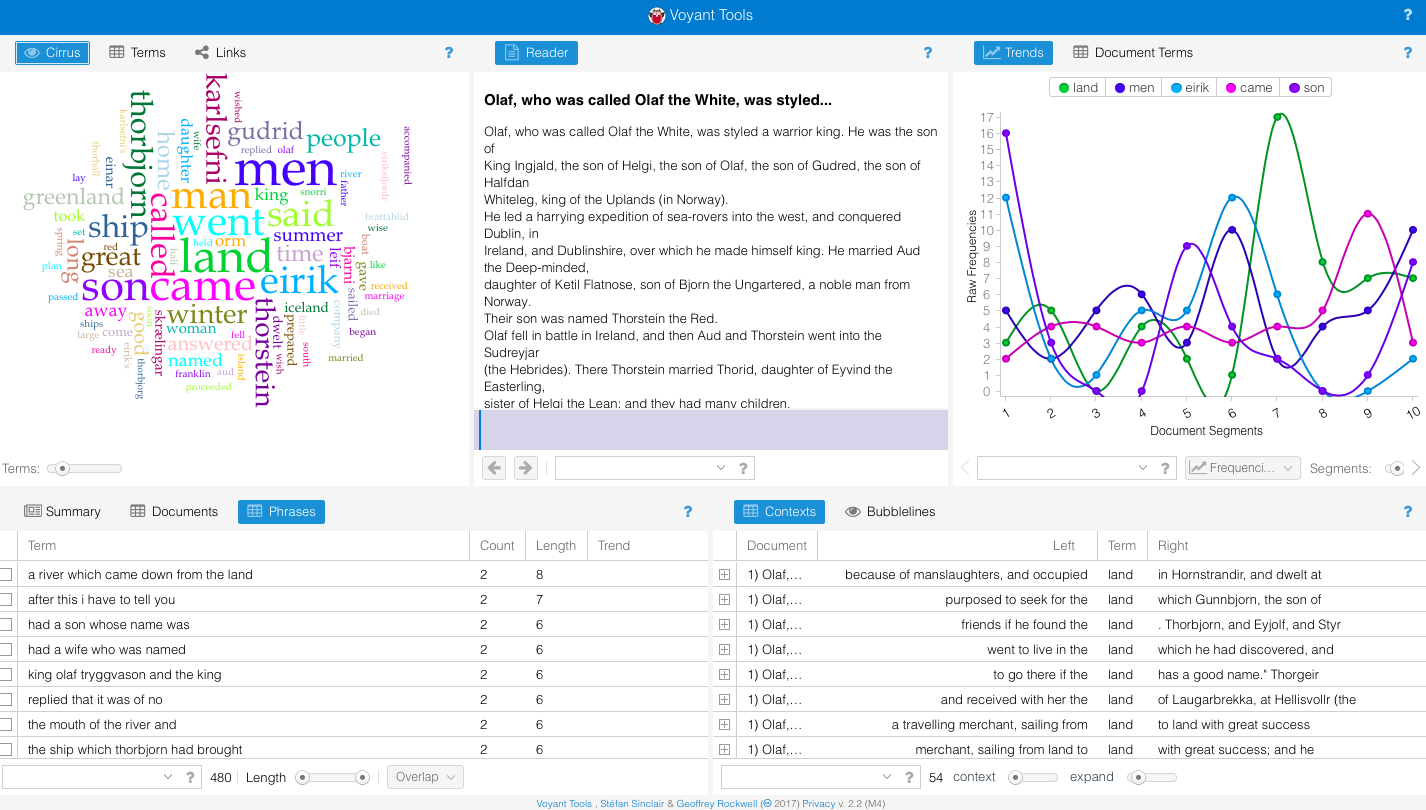 Voyant Tools
?
Cirrus
Terms
Links
?
karlsefni
wished
thorbjorn
karlsefni's
daughter
wife
gudrid
people
accompanied
home
replied
olaf
thorhall
einar
men
river
eiriksfjordr
lay
man
king
snorri
father
greenland
called
took
set
ship
went
said
brattahlid
wise
spring
long
red
held
orm
summer
great
half
land
time
leif
bjarni
boat
gave
like
plan
sea
son
came
eirik
received
marriage
passed
away
soon
winter
thorstein
iceland
sailed
died
ships
good
skraelingar
woman
fell
dwelt
prepared
little
company
began
large
come
answered
wish
south
married
ready
eirik's
thorbjorg
named
island
franklin
aud
proceeded
Terms:
Reader
?
Olaf, who was called Olaf the White, was styled...
Olaf, who was called Olaf the White, was styled a warrior king. He was the son
of
King Ingjald, the son of Helgi, the son of Olaf, the son of Gudred, the son of
Halfdan
Whiteleg, king of the Uplands (in Norway).
He led a harrying expedition of sea-rovers into the west, and conquered
Dublin, in
Ireland, and Dublinshire, over which he made himself king. He married Aud
the Deep-minded,
daughter of Ketil Flatnose, son of Bjorn the Ungartered, a noble man from
Norway.
Their son was named Thorstein the Red.
Olaf fell in battle in Ireland, and then Aud and Thorstein went into the
Sudreyjar
(the Hebrides). There Thorstein married Thorid, daughter of Eyvind the
Easterling,
sister of Helgi the Lean; and they had many children.
?
Trends
Document Terms
?
land men eirik came son
Raw Frequencies
17
16
15
14
13
12
11
10
9
8
7
6
5
4
3
2
1
0
1 2 3 4 5 6 7 8 9 10
Document Segments
?
Frequenci...
Segments:
Summary
Documents
Phrases
?
Term Count Length Trend
a river which came down from the land 2 8
after this i have to tell you 2 7
had a son whose name was 2 6
had a wife who was named 2 6
king olaf tryggvason and the king 2 6
replied that it was of no 2 6
the mouth of the river and 2 6
the ship which thorbjorn had brought 2 6
? 480 Length Overlap
Contexts
Bubblelines
?
Document Left Term Right
1) Olaf,... because of manslaughters, and occupied land in Hornstrandir, and dwelt at
1) Olaf,... purposed to seek for the land which Gunnbjorn, the son of
1) Olaf,... friends if he found the land . Thorbjorn, and Eyjolf, and Styr
1) Olaf,... went to live in the land which he had discovered, and
1) Olaf,... to go there if the land has a good name." Thorgeir
1) Olaf,... and received with her the land of Laugarbrekka, at Hellisvollr (the
1) Olaf,... a travelling merchant, sailing from land to land with great success
1) Olaf,... merchant, sailing from land to land with great success; and he
? 54 context expand
Voyant Tools , Stéfan Sinclair & Geoffrey Rockwell (🅭 2017) Privacy v. 2.2 (M4)